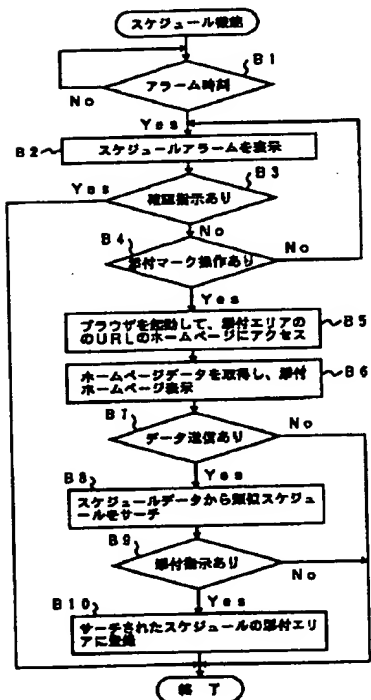 スケジュール機能
B1
アラーム時刻
No
Yes
B2
スケジュールアラームを表示
B3
Yes
確認指示あり
No
B4
添付マーク操作あり
No
Yes
ブラウザを起動して、添付エリアの
のURLのホームページにアクセス
B5
ホームページデータを取得し、添付
ホームページ表示
B6
B7
データ送信あり
No
Yes
B8
スケジュールデータから類似スケジュ
ールをサーチ
B9
添付指示あり
No
Yes
B10
サーチされたスケジュールの添付エリ
アに登録
終了